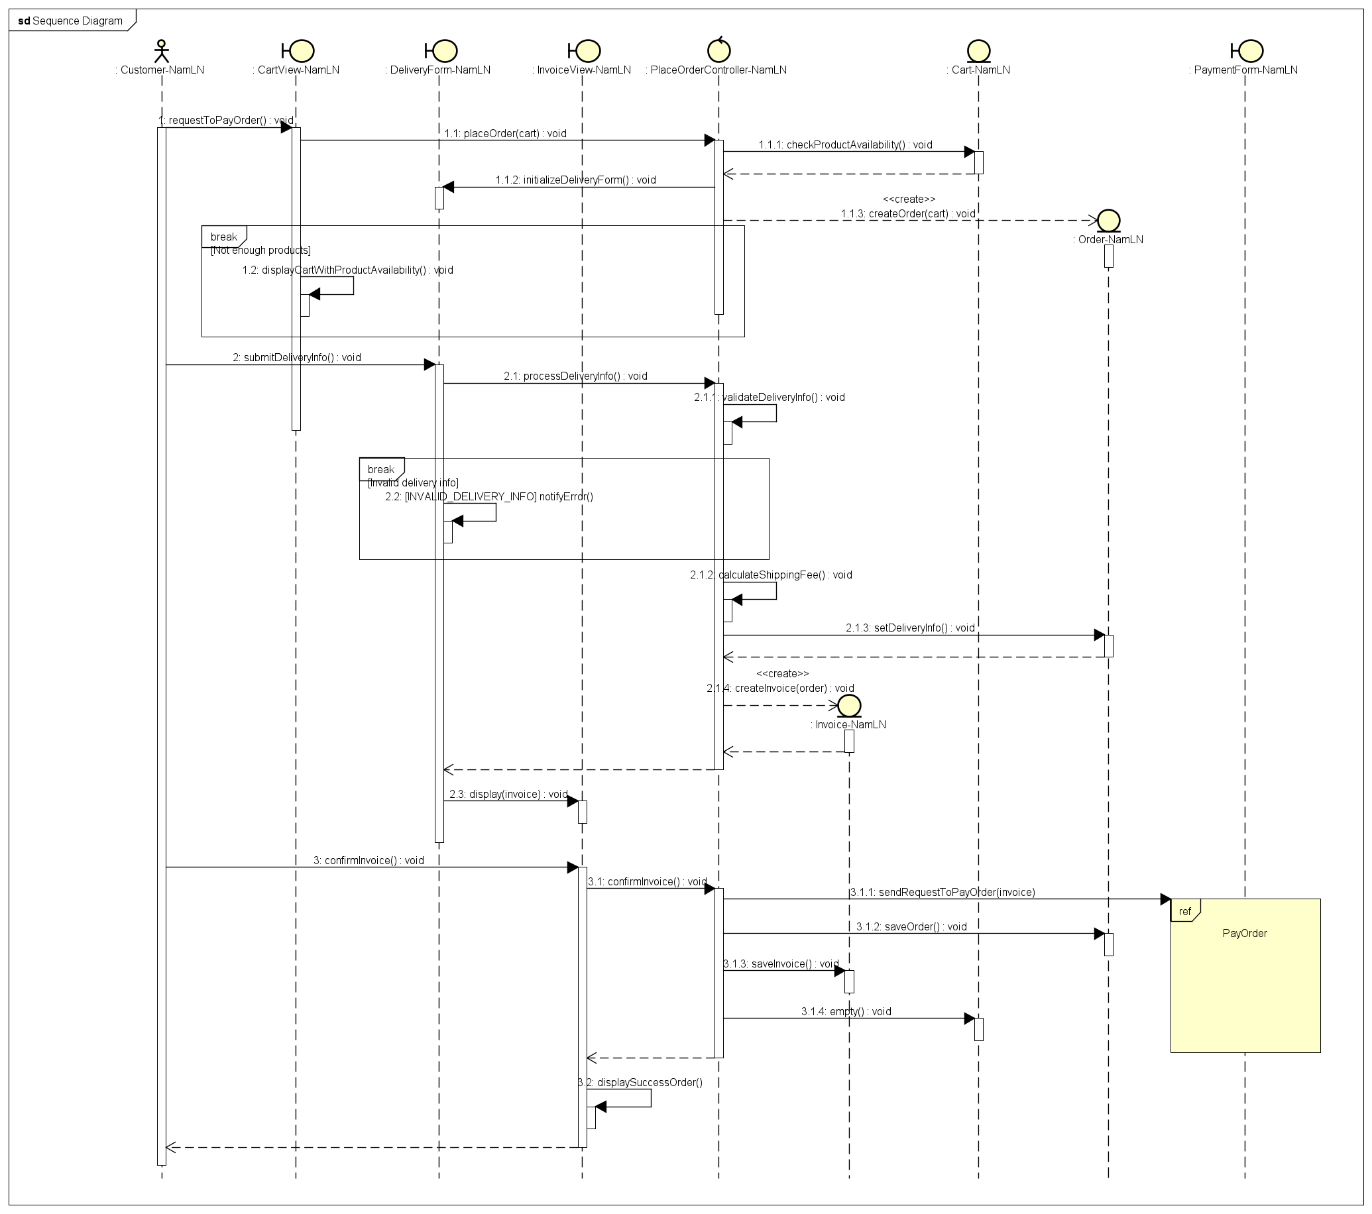 sd Sequence Diagram
: Customer-NamLN
: CartView-NamLN
: DeliveryForm-NamLN
: InvoiceView-NamLN
: PlaceOrderController-NamLN
: Cart-NamLN
: PaymentForm-NamLN
1: requestToPayOrder() : void
1.1: placeOrder(cart) : void
1.1.1: checkProductAvailability() : void
1.1.2: initializeDeliveryForm() : void
<<create>>
1.1.3: createOrder(cart) : void
: Order-NamLN
break
[Not enough products]
1.2: displayCartWithProductAvailability() : void
2: submitDeliveryInfo() : void
2.1: processDeliveryInfo() : void
2.1.1: validateDeliveryInfo() : void
break
[Invalid delivery info]
2.2: [INVALID_DELIVERY_INFO] notifyError()
2.1.2: calculateShippingFee() : void
2.1.3: setDeliveryInfo() : void
<<create>>
2.1.4: createInvoice(order) : void
: Invoice-NamLN
2.3: display(invoice) : void
3: confirmInvoice() : void
3.1: confirmInvoice() : void
3.1.1: sendRequestToPayOrder(invoice)
ref
PayOrder
3.1.2: saveOrder() : void
3.1.3: saveInvoice() : void
3.1.4: empty() : void
3.2: displaySuccessOrder()